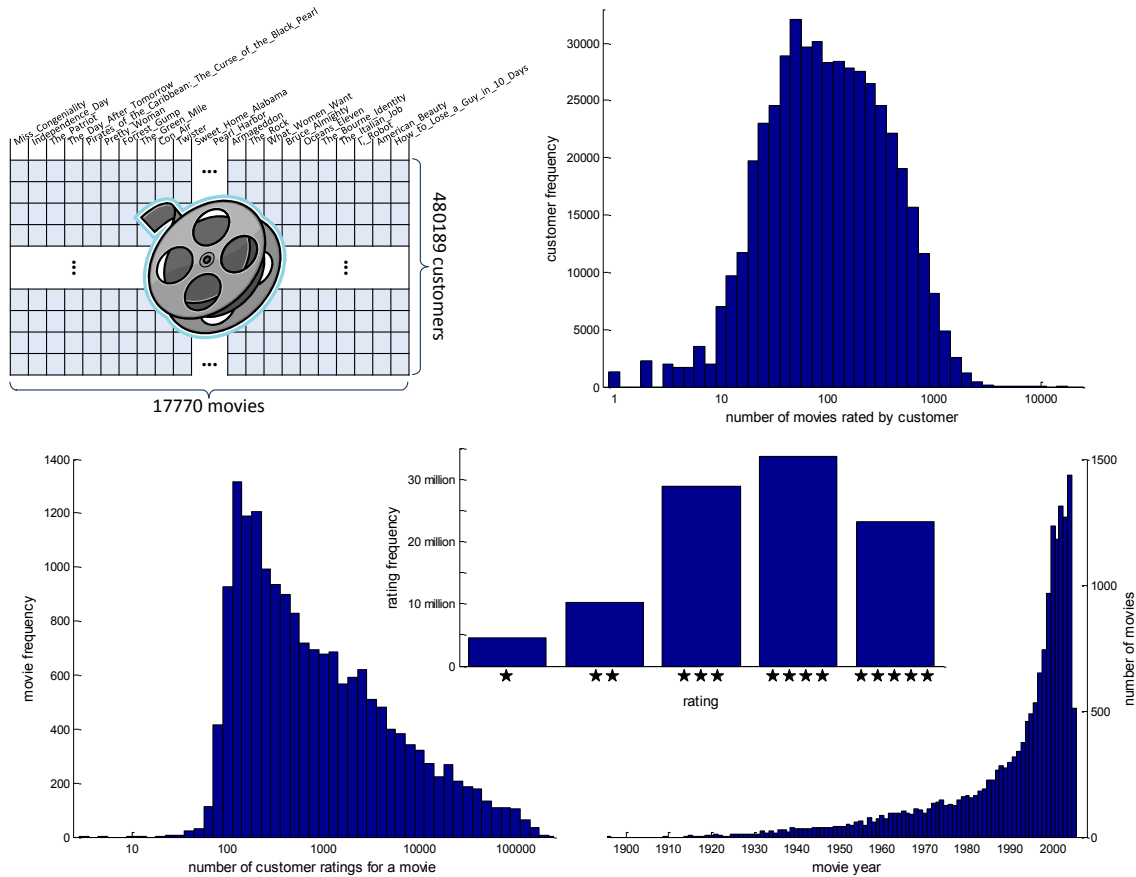 Miss_Congeniality
Independence_Day
The_Patriot
The_Day_After_Tomorrow
Pirates_of_the_Caribbean:_The_Curse_of_the_Black_Pearl
Pretty_Woman
Forrest_Gump
The_Green_Mile
Con_Air
Twister
Sweet_Home_Alabama
Pearl_Harbor
Armageddon
The_Rock
What_Women_Want
Bruce_Almighty
Oceans_Eleven
The_Bourne_Identity
The_Italian_Job
I,_Robot
American_Beauty
How_to_Lose_a_Guy_in_10_Days
...
...
...
...
480189 customers
17770 movies
customer frequency
30000
25000
30000
15000
33000
5000
0
1
10
100
1000
10000
number of movies rated by customer
movie frequency
1400
1200
1000
800
600
400
200
0
10
100
1000
10000
100000
number of customer ratings for a movie
rating frequency
30 million
20 million
10 million
0
★
★★
★★★
★★★★
★★★★★
rating
number of movies
1500
1000
500
0
1900
1910
1920
1930
1940
1950
1960
1970
1980
1990
2000
movie year